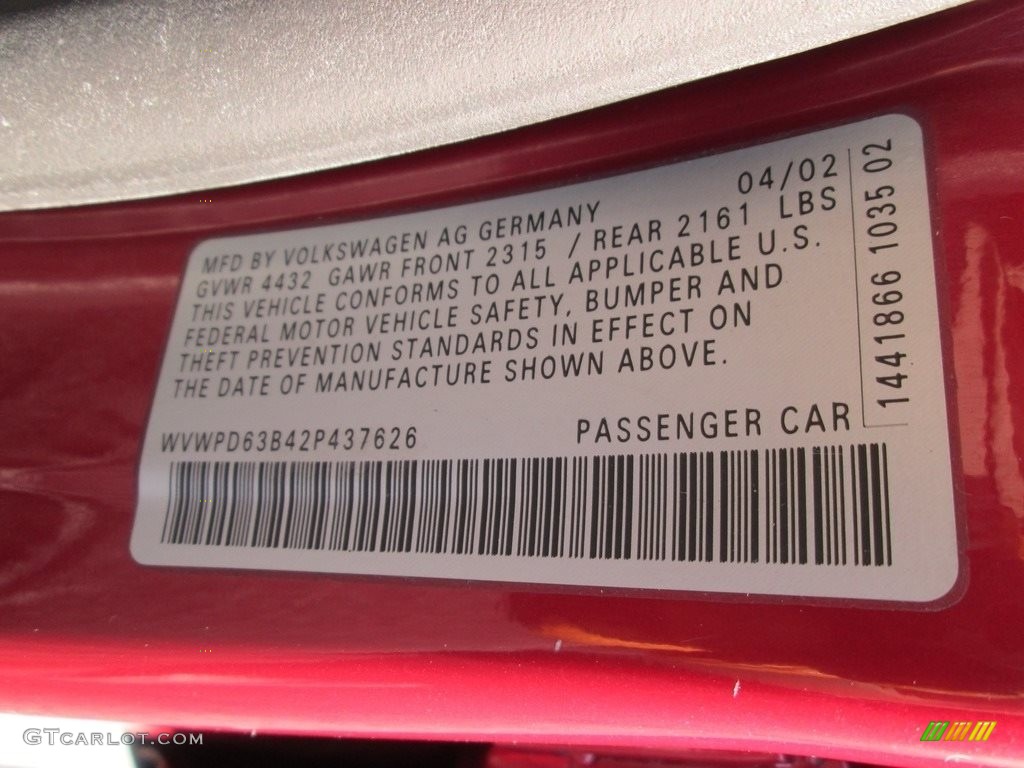 04/02
MFD BY VOLKSWAGEN AG GERMANY
GVWR 4432 GAWR FRONT 2315 / REAR 2161 LBS
THIS VEHICLE CONFORMS TO ALL APPLICABLE U.S.
FEDERAL MOTOR VEHICLE SAFETY, BUMPER AND
THEFT PREVENTION STANDARDS IN EFFECT ON
THE DATE OF MANUFACTURE SHOWN ABOVE.
WVWPD63B42P437626 PASSENGER CAR
1441866 1035 02
GTCARLOT.COM